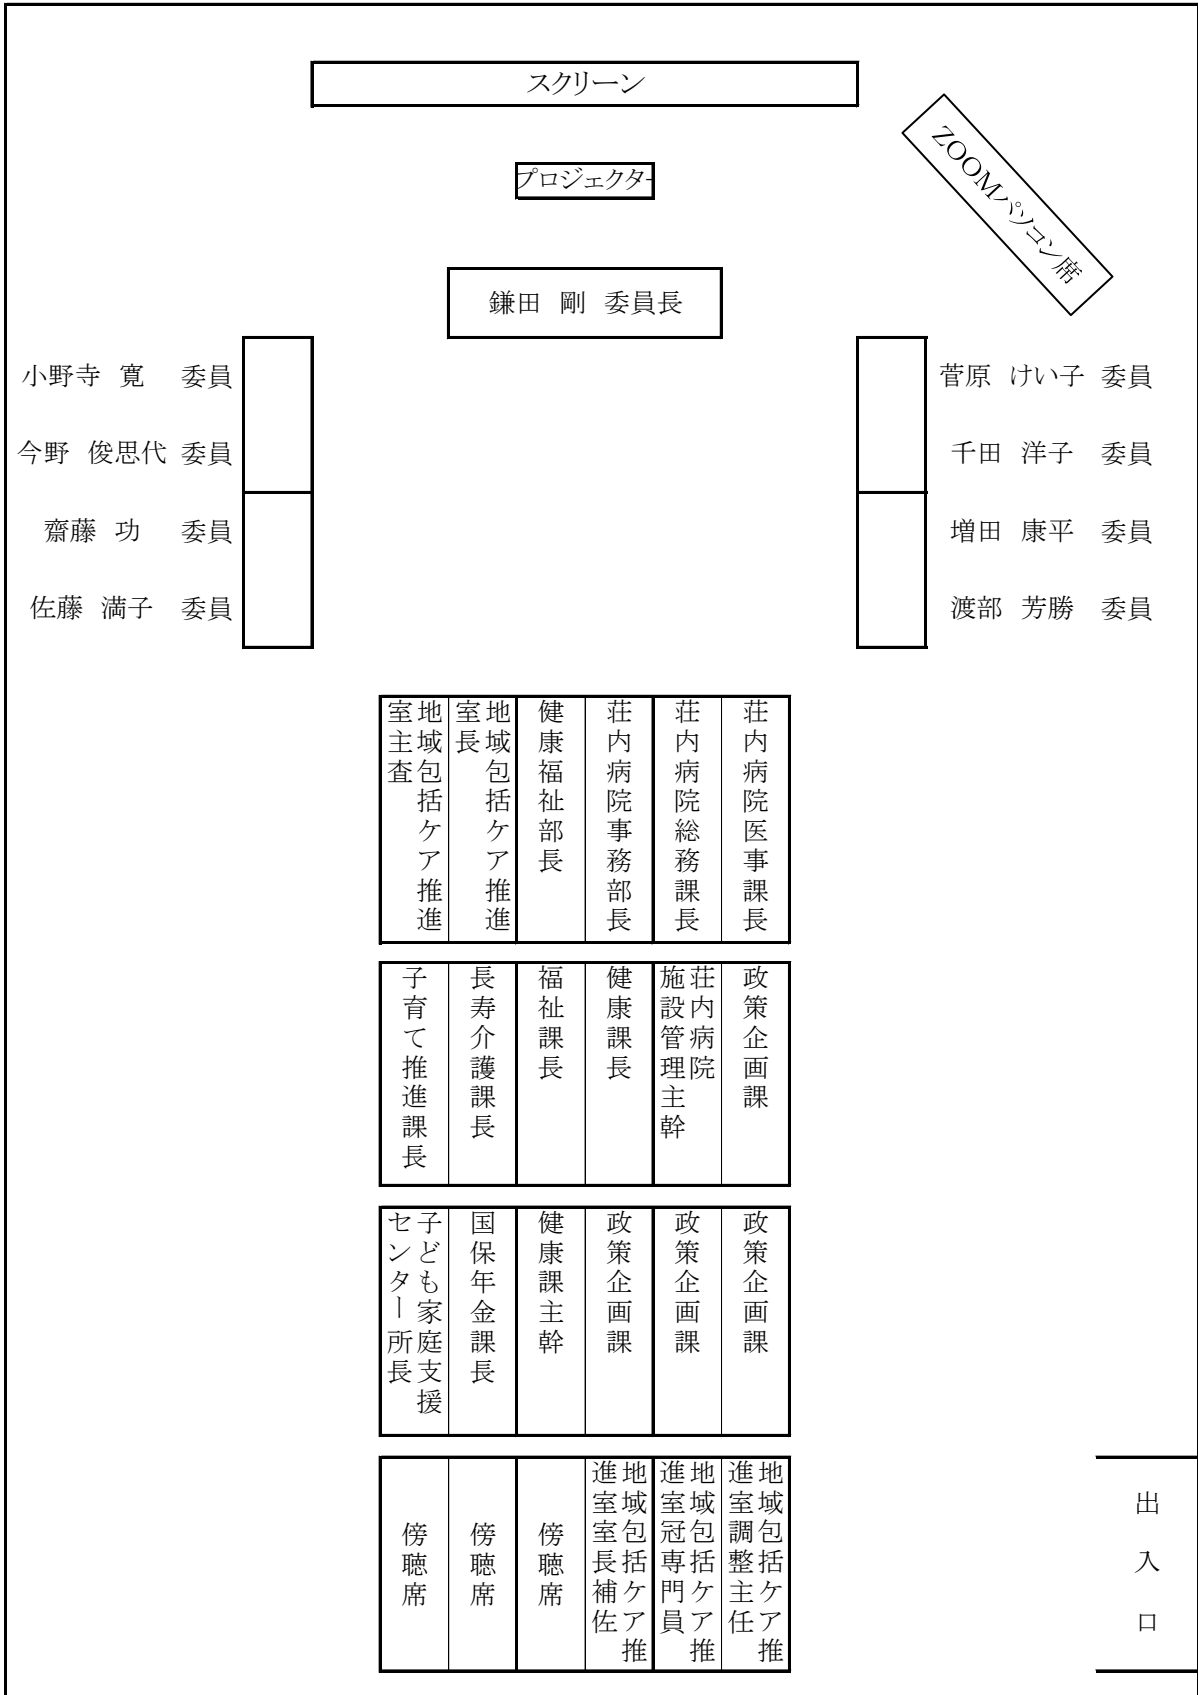 スクリーン
プロジェクター
ZOOMパソコン席
鎌田 剛 委員長
小野寺 寛 委員
菅原 けい子 委員
今野 俊思代 委員
千田 洋子 委員
齋藤 功 委員
増田 康平 委員
佐藤 満子 委員
渡部 芳勝 委員
地域包括ケア推進
室主査
地域包括ケア推進
室長
健康福祉部長
荘内病院事務部長
荘内病院総務課長
荘内病院医事課長
子育て推進課長
長寿介護課長
福祉課長
健康課長
荘内病院
施設管理主幹
政策企画課
子ども家庭支援
センター所長
国保年金課長
健康課主幹
政策企画課
政策企画課
政策企画課
傍聴席
傍聴席
傍聴席
地域包括ケア推
進室室長補佐
地域包括ケア推
進室冠専門員
地域包括ケア推
進室調整主任
出入口